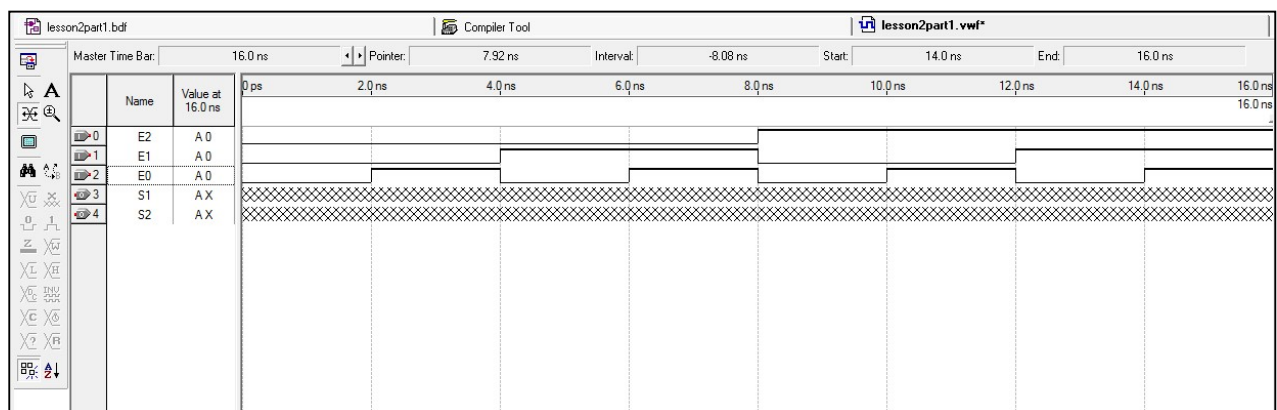 lesson2part1.bdf Compiler Tool lesson2part1.vwf*
Master Time Bar: 16.0 ns Pointer: 7.92 ns Interval: -8.08 ns Start: 14.0 ns End: 16.0 ns
Name Value at 16.0 ns 0 ps 2.0 ns 4.0 ns 6.0 ns 8.0 ns 10.0 ns 12.0 ns 14.0 ns 16.0 ns
16.0 ns
0 E2 A 0
1 E1 A 0
2 E0 A 0
3 S1 A X
4 S2 A X